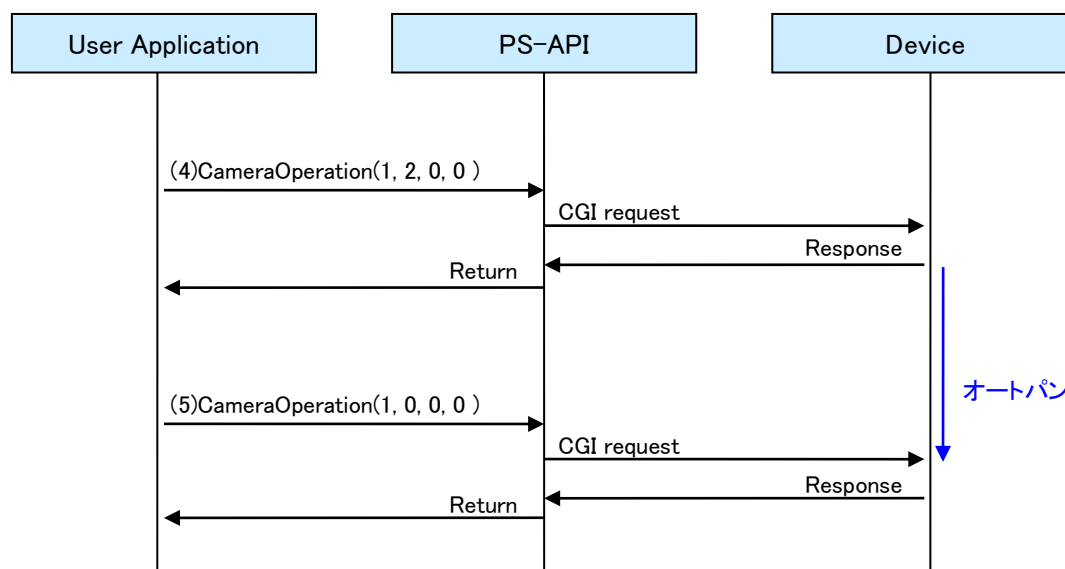 User Application
PS-API
Device
(4)CameraOperation(1, 2, 0, 0 )
CGI request
Response
Return
オートパン
(5)CameraOperation(1, 0, 0, 0 )
CGI request
Response
Return